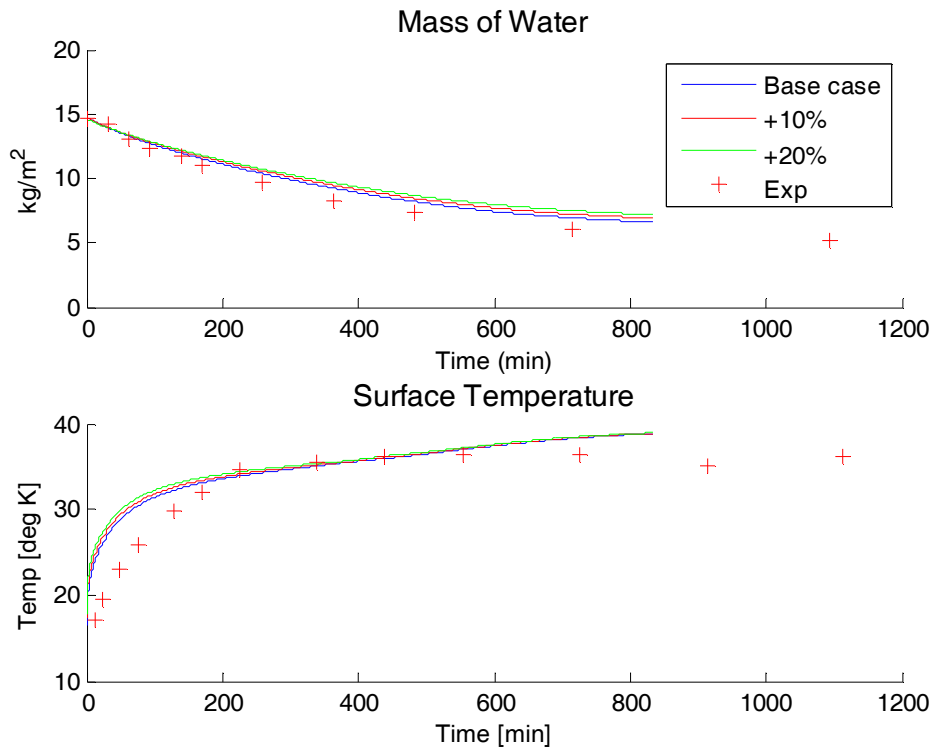 Mass of Water
20
15
10
5
0
kg/m²
Base case
+10%
+20%
Exp
0 200 400 600 800 1000 1200
Time (min)
Surface Temperature
40
30
20
10
Temp [deg K]
0 200 400 600 800 1000 1200
Time [min]